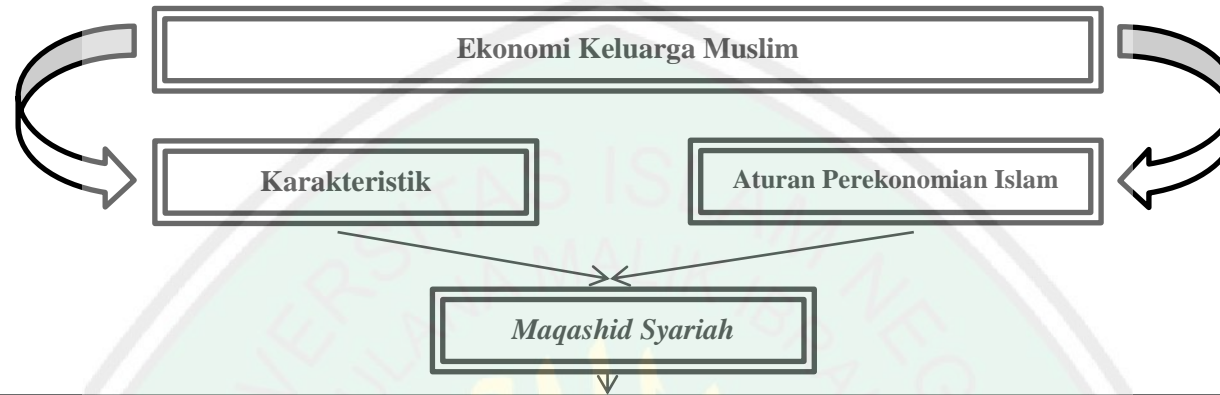 Ekonomi Keluarga Muslim
Karakteristik
Aturan Perekonomian Islam
Maqashid Syariah